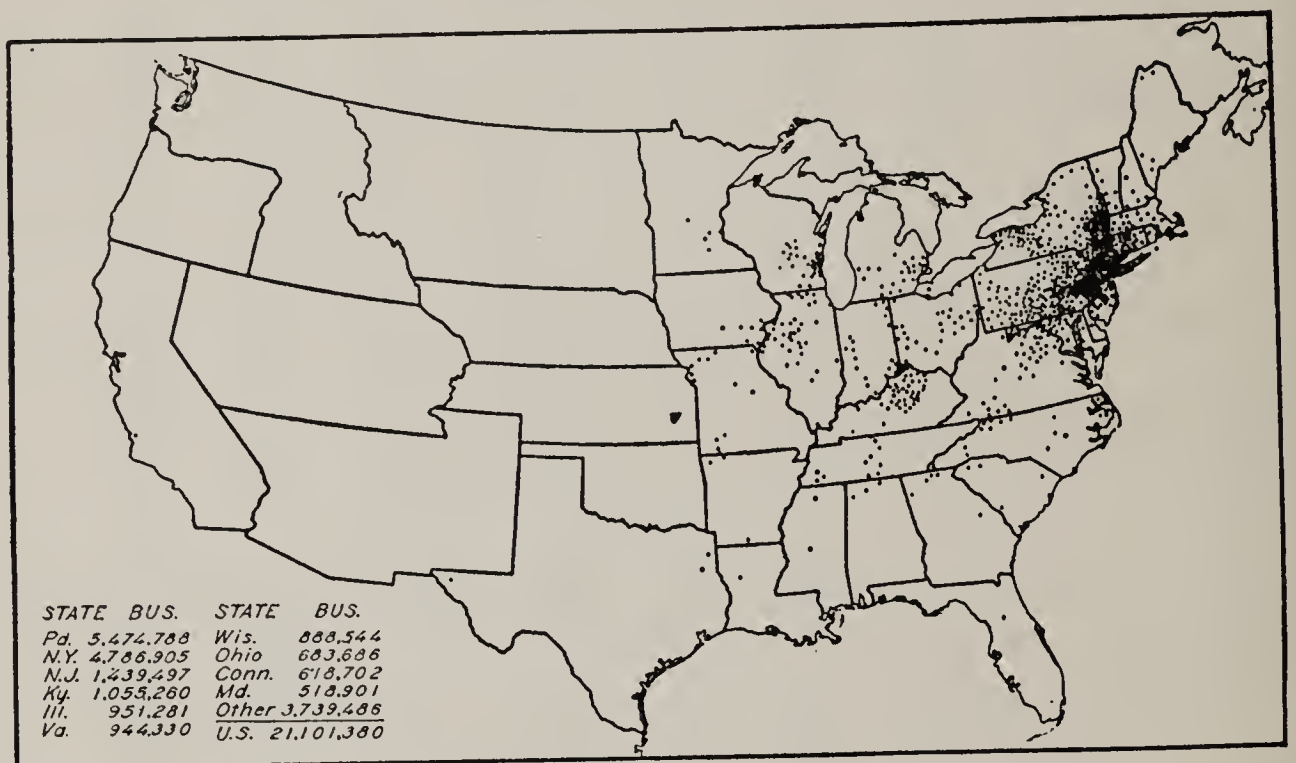 STATE BUS. STATE BUS.
Pa. 5,474,788 Wis. 888,544
N.Y. 4,786,905 Ohio 683,686
N.J. 1,439,497 Conn. 618,702
Ky. 1,055,260 Md. 518,901
Ill. 951,281 Other 3,739,486
Va. 944,330 U.S. 21,101,380